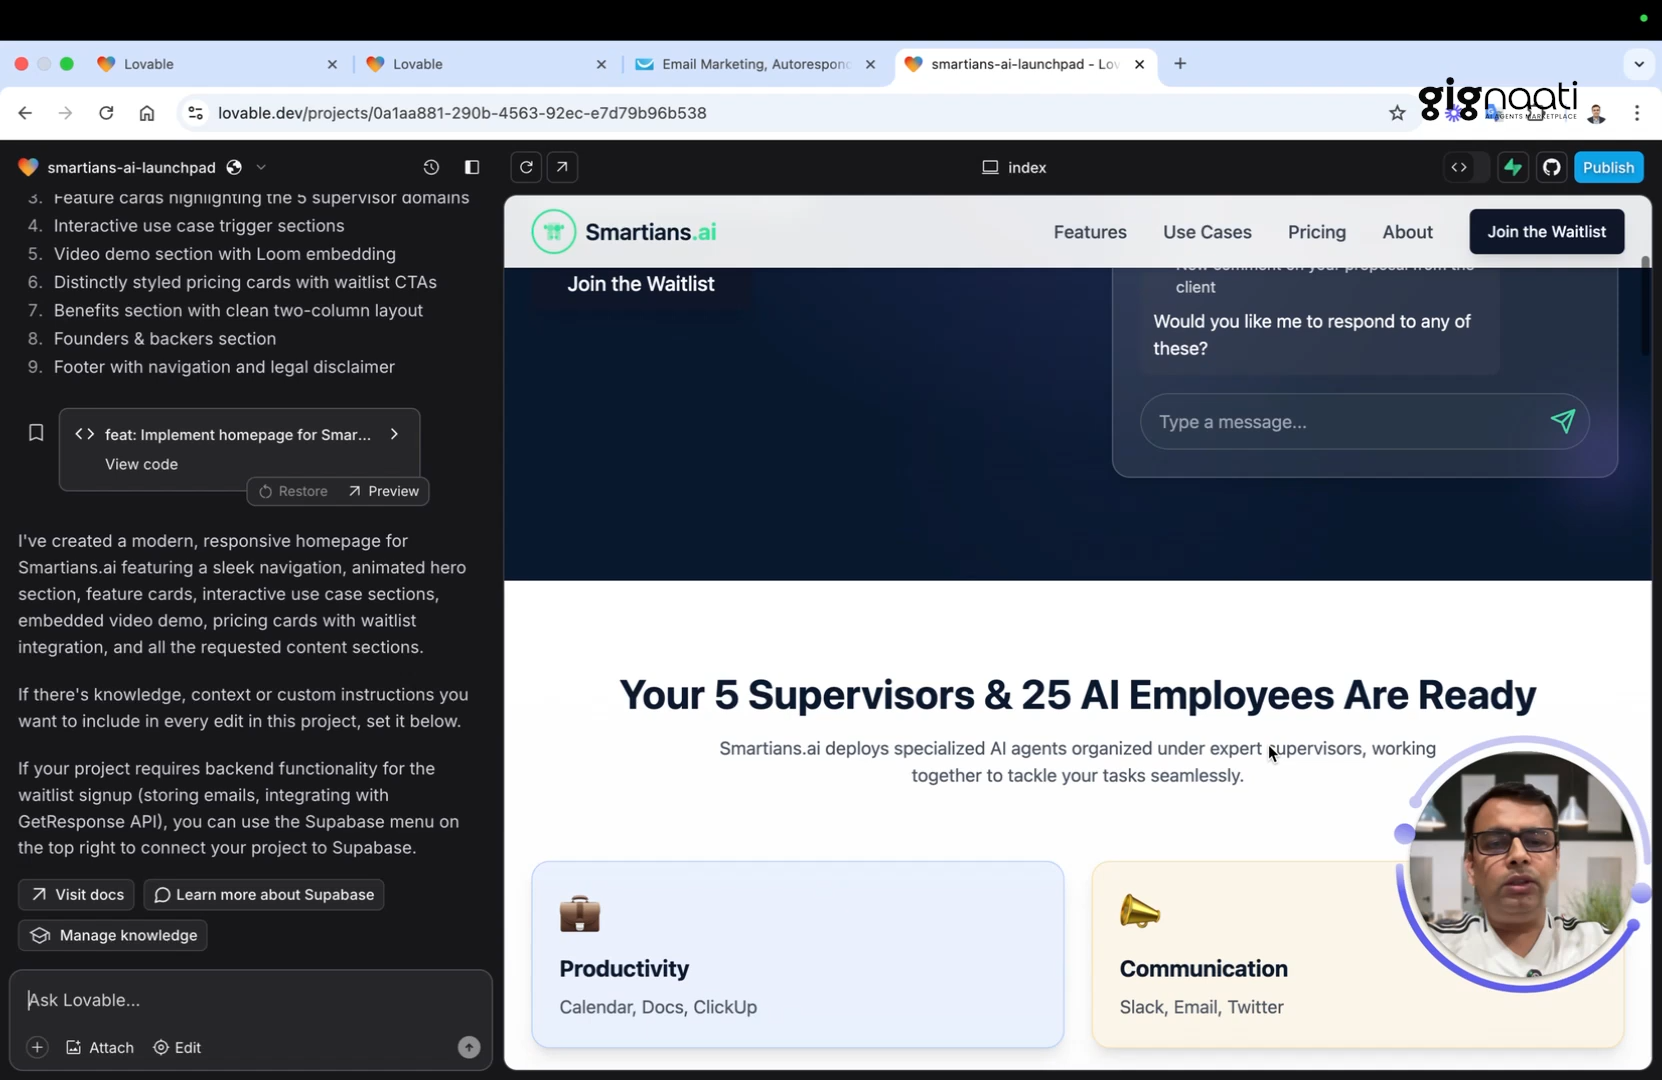 Lovable
Lovable
Email Marketing, Autorespon
smartians-ai-launchpad - Lov
lovable.dev/projects/0a1aa881-290b-4563-92ec-e7d79b96b538
gignaati
AI AGENTS MARKETPLACE
smartians-ai-launchpad
index
Publish
3. Feature cards highlighting the 5 supervisor domains
4. Interactive use case trigger sections
5. Video demo section with Loom embedding
6. Distinctly styled pricing cards with waitlist CTAs
7. Benefits section with clean two-column layout
8. Founders & backers section
9. Footer with navigation and legal disclaimer
feat: Implement homepage for Smar...
View code
Restore
Preview
I've created a modern, responsive homepage for
Smartians.ai featuring a sleek navigation, animated hero
section, feature cards, interactive use case sections,
embedded video demo, pricing cards with waitlist
integration, and all the requested content sections.
If there's knowledge, context or custom instructions you
want to include in every edit in this project, set it below.
If your project requires backend functionality for the
waitlist signup (storing emails, integrating with
GetResponse API), you can use the Supabase menu on
the top right to connect your project to Supabase.
Visit docs
Learn more about Supabase
Manage knowledge
Ask Lovable...
Attach
Edit
Smartians.ai
Features
Use Cases
Pricing
About
Join the Waitlist
Join the Waitlist
New comment on your proposal from the
client
Would you like me to respond to any of
these?
Type a message...
Your 5 Supervisors & 25 AI Employees Are Ready
Smartians.ai deploys specialized AI agents organized under expert supervisors, working
together to tackle your tasks seamlessly.
Productivity
Calendar, Docs, ClickUp
Communication
Slack, Email, Twitter